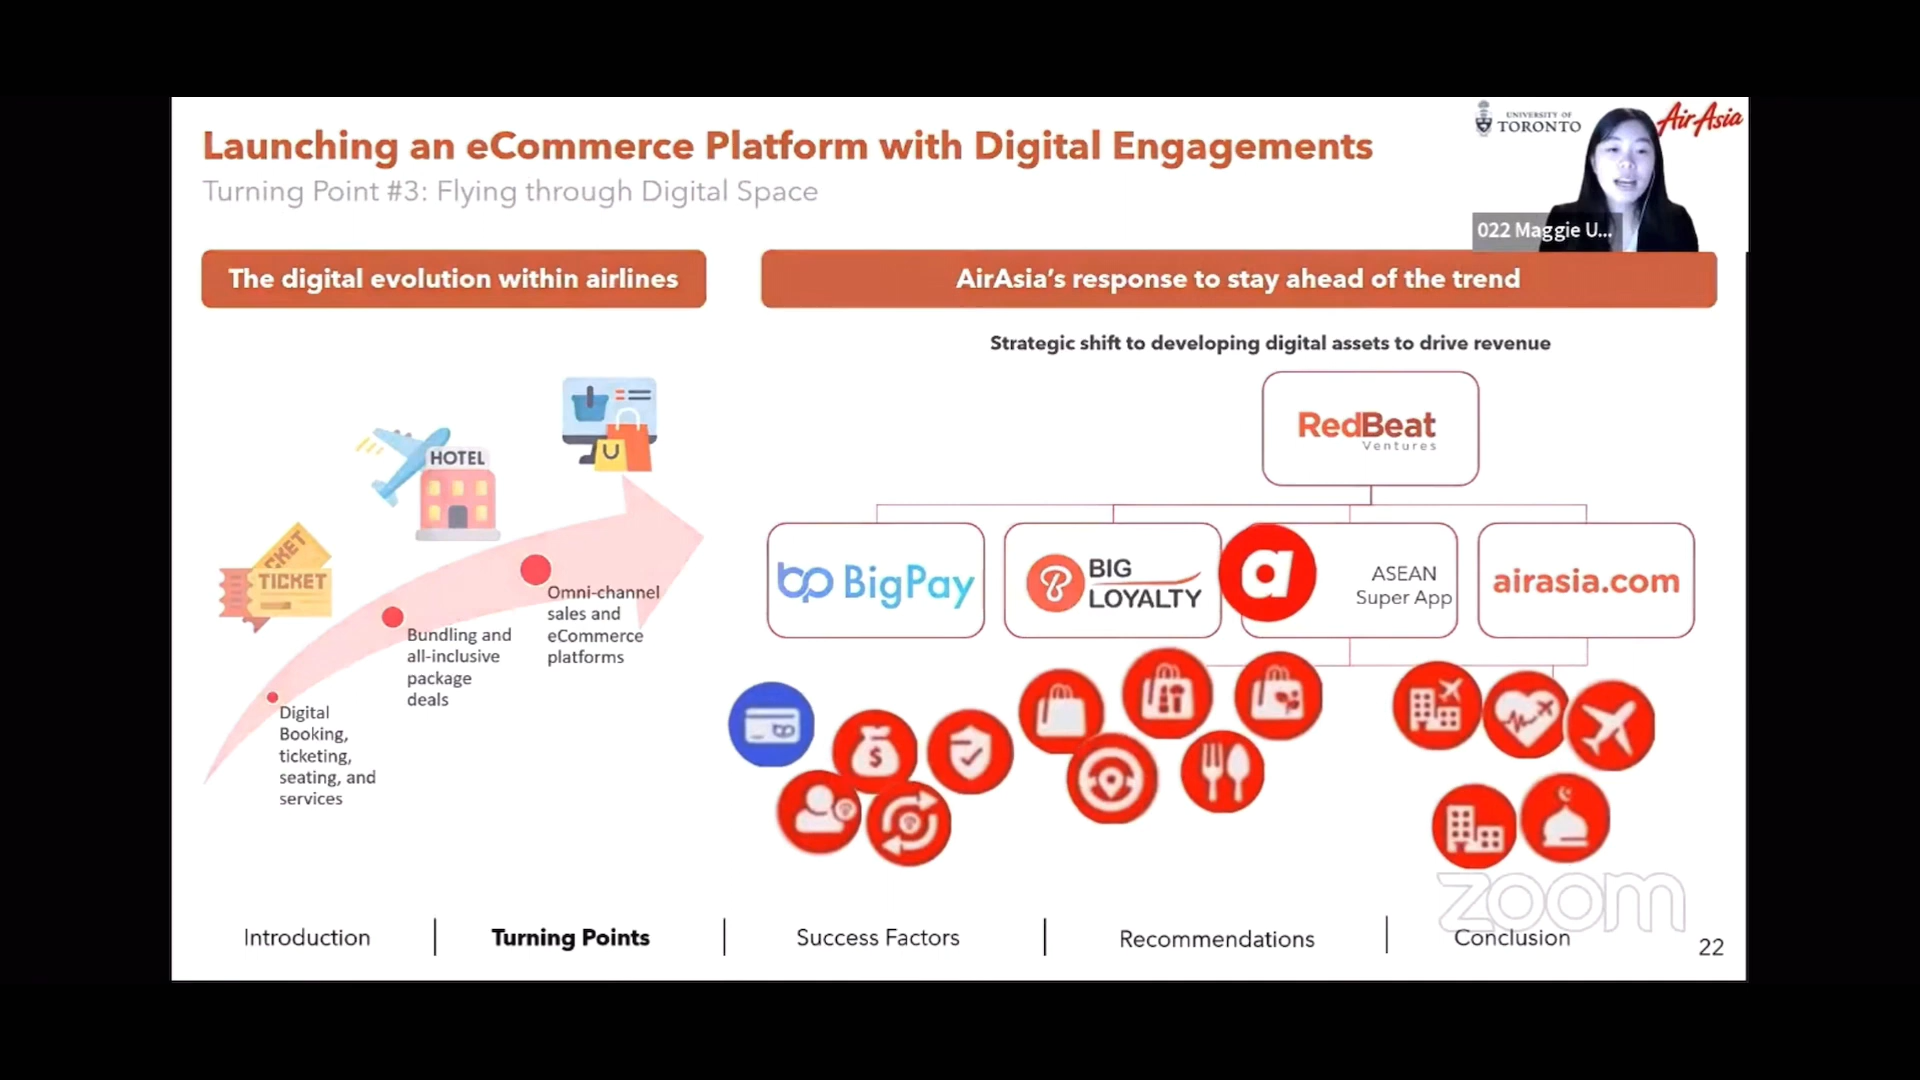 Launching an eCommerce Platform with Digital Engagements
Turning Point #3: Flying through Digital Space
UNIVERSITY OF
TORONTO
AirAsia
022 Maggie U...
The digital evolution within airlines
AirAsia's response to stay ahead of the trend
Strategic shift to developing digital assets to drive revenue
RedBeat
Ventures
HOTEL
CKET
TICKET
Omni-channel
sales and
eCommerce
platforms
Bundling and
all-inclusive
package
deals
Digital
Booking,
ticketing,
seating, and
services
bp BigPay
BIG
LOYALTY
a
ASEAN
Super App
airasia.com
zoom
Introduction
Turning Points
Success Factors
Recommendations
Conclusion
22